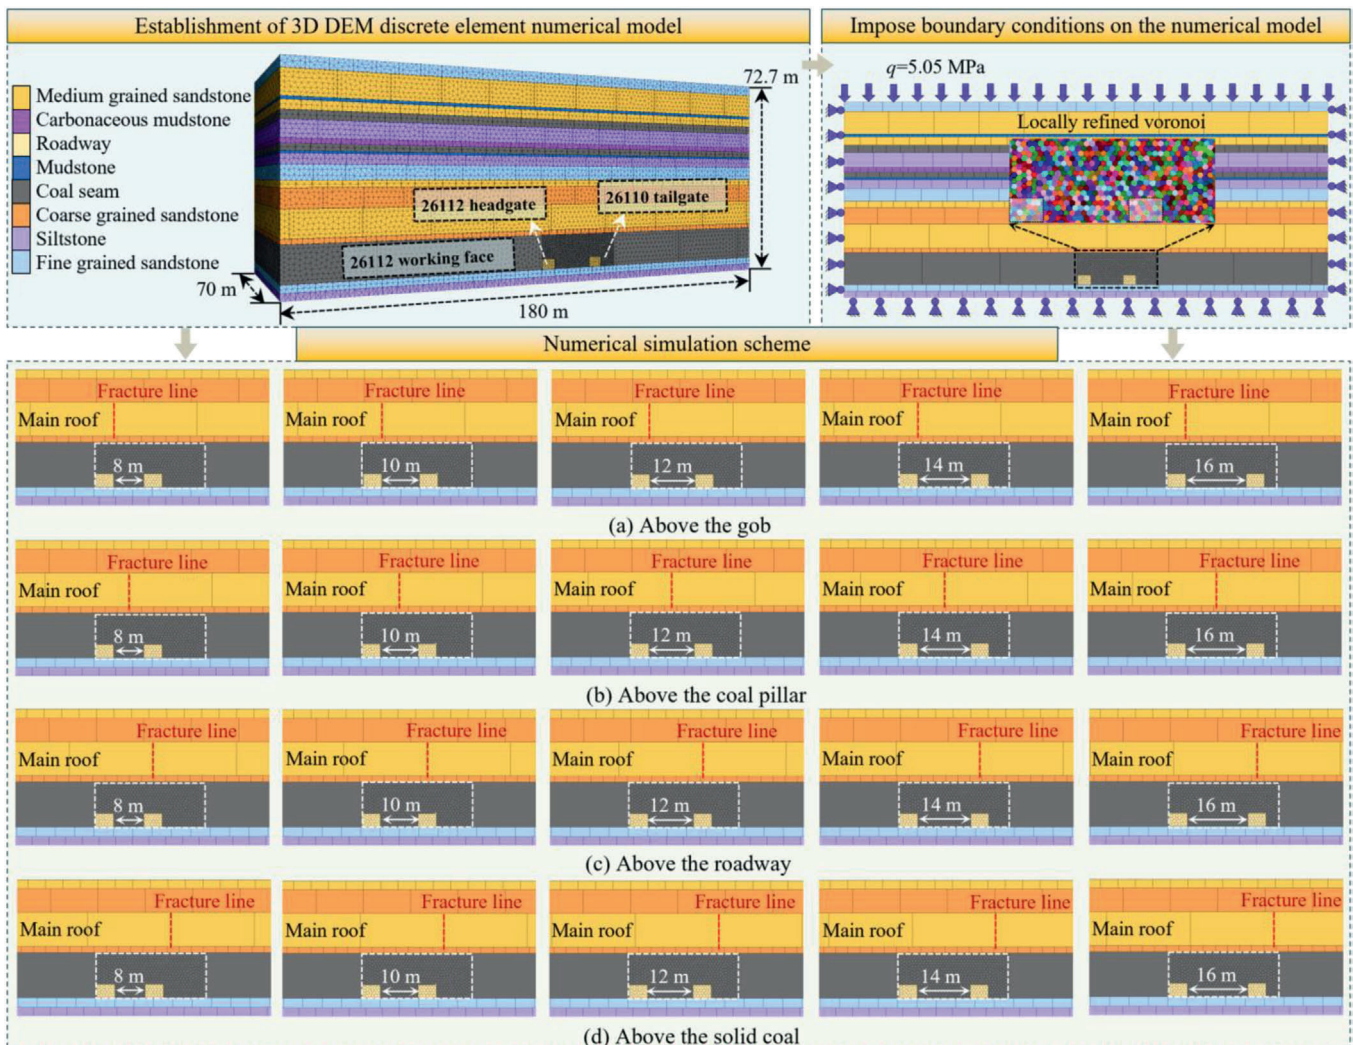 Establishment of 3D DEM discrete element numerical model
Impose boundary conditions on the numerical model
Medium grained sandstone
Carbonaceous mudstone
Roadway
Mudstone
Coal seam
Coarse grained sandstone
Siltstone
Fine grained sandstone
72.7 m
26112 headgate
26110 tailgate
26112 working face
70 m
180 m
q=5.05 MPa
Locally refined voronoi
Numerical simulation scheme
Fracture line
Main roof
8 m
Fracture line
Main roof
10 m
Fracture line
Main roof
12 m
Fracture line
Main roof
14 m
Fracture line
Main roof
16 m
(a) Above the gob
Fracture line
Main roof
8 m
Fracture line
Main roof
10 m
Fracture line
Main roof
12 m
Fracture line
Main roof
14 m
Fracture line
Main roof
16 m
(b) Above the coal pillar
Fracture line
Main roof
8 m
Fracture line
Main roof
10 m
Fracture line
Main roof
12 m
Fracture line
Main roof
14 m
Fracture line
Main roof
16 m
(c) Above the roadway
Fracture line
Main roof
8 m
Fracture line
Main roof
10 m
Fracture line
Main roof
12 m
Fracture line
Main roof
14 m
Fracture line
Main roof
16 m
(d) Above the solid coal